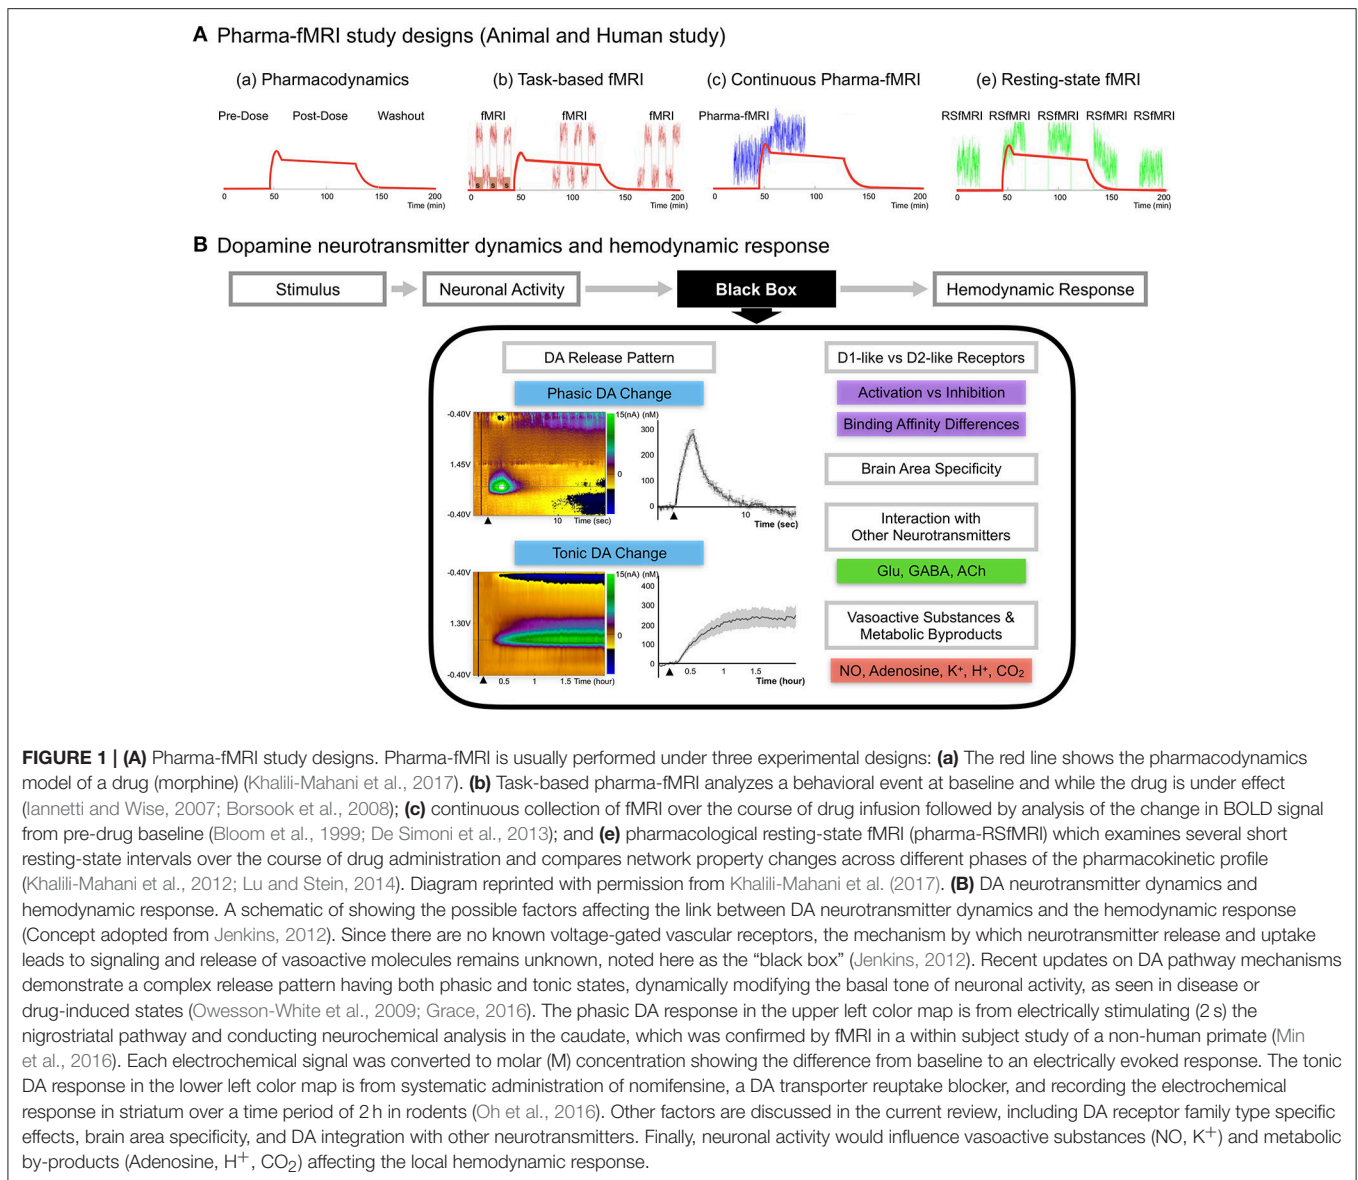 A Pharma-fMRI study designs (Animal and Human study)
(a) Pharmacodynamics
Pre-Dose Post-Dose Washout
0 50 100 150 200
Time (min)
(b) Task-based fMRI
fMRI fMRI fMRI
s s s
0 50 100 150 200
Time (min)
(c) Continuous Pharma-fMRI
Pharma-fMRI
0 50 100 150 200
Time (min)
(e) Resting-state fMRI
RSfMRI RSfMRI RSfMRI RSfMRI RSfMRI
0 50 100 150 200
Time (min)
B Dopamine neurotransmitter dynamics and hemodynamic response
Stimulus
Neuronal Activity
Black Box
Hemodynamic Response
DA Release Pattern
Phasic DA Change
-0.40V
1.45V
-0.40V
15(nA)
0
10 Time (sec)
(nM)
300
200
100
0
10
Time (sec)
Tonic DA Change
-0.40V
1.30V
-0.40V
15(nA)
0
0.5 1 1.5 Time (hour)
(nM)
400
300
200
100
0
0.5 1 1.5
Time (hour)
D1-like vs D2-like Receptors
Activation vs Inhibition
Binding Affinity Differences
Brain Area Specificity
Interaction with
Other Neurotransmitters
Glu, GABA, ACh
Vasoactive Substances &
Metabolic Byproducts
NO, Adenosine, K⁺, H⁺, CO₂
FIGURE 1 | (A) Pharma-fMRI study designs. Pharma-fMRI is usually performed under three experimental designs: (a) The red line shows the pharmacodynamics
model of a drug (morphine) (Khalili-Mahani et al., 2017). (b) Task-based pharma-fMRI analyzes a behavioral event at baseline and while the drug is under effect
(Iannetti and Wise, 2007; Borsook et al., 2008); (c) continuous collection of fMRI over the course of drug infusion followed by analysis of the change in BOLD signal
from pre-drug baseline (Bloom et al., 1999; De Simoni et al., 2013); and (e) pharmacological resting-state fMRI (pharma-RSfMRI) which examines several short
resting-state intervals over the course of drug administration and compares network property changes across different phases of the pharmacokinetic profile
(Khalili-Mahani et al., 2012; Lu and Stein, 2014). Diagram reprinted with permission from Khalili-Mahani et al. (2017). (B) DA neurotransmitter dynamics and
hemodynamic response. A schematic of showing the possible factors affecting the link between DA neurotransmitter dynamics and the hemodynamic response
(Concept adopted from Jenkins, 2012). Since there are no known voltage-gated vascular receptors, the mechanism by which neurotransmitter release and uptake
leads to signaling and release of vasoactive molecules remains unknown, noted here as the “black box” (Jenkins, 2012). Recent updates on DA pathway mechanisms
demonstrate a complex release pattern having both phasic and tonic states, dynamically modifying the basal tone of neuronal activity, as seen in disease or
drug-induced states (Owesson-White et al., 2009; Grace, 2016). The phasic DA response in the upper left color map is from electrically stimulating (2 s) the
nigrostriatal pathway and conducting neurochemical analysis in the caudate, which was confirmed by fMRI in a within subject study of a non-human primate (Min
et al., 2016). Each electrochemical signal was converted to molar (M) concentration showing the difference from baseline to an electrically evoked response. The tonic
DA response in the lower left color map is from systematic administration of nomifensine, a DA transporter reuptake blocker, and recording the electrochemical
response in striatum over a time period of 2 h in rodents (Oh et al., 2016). Other factors are discussed in the current review, including DA receptor family type specific
effects, brain area specificity, and DA integration with other neurotransmitters. Finally, neuronal activity would influence vasoactive substances (NO, K⁺) and metabolic
by-products (Adenosine, H⁺, CO₂) affecting the local hemodynamic response.